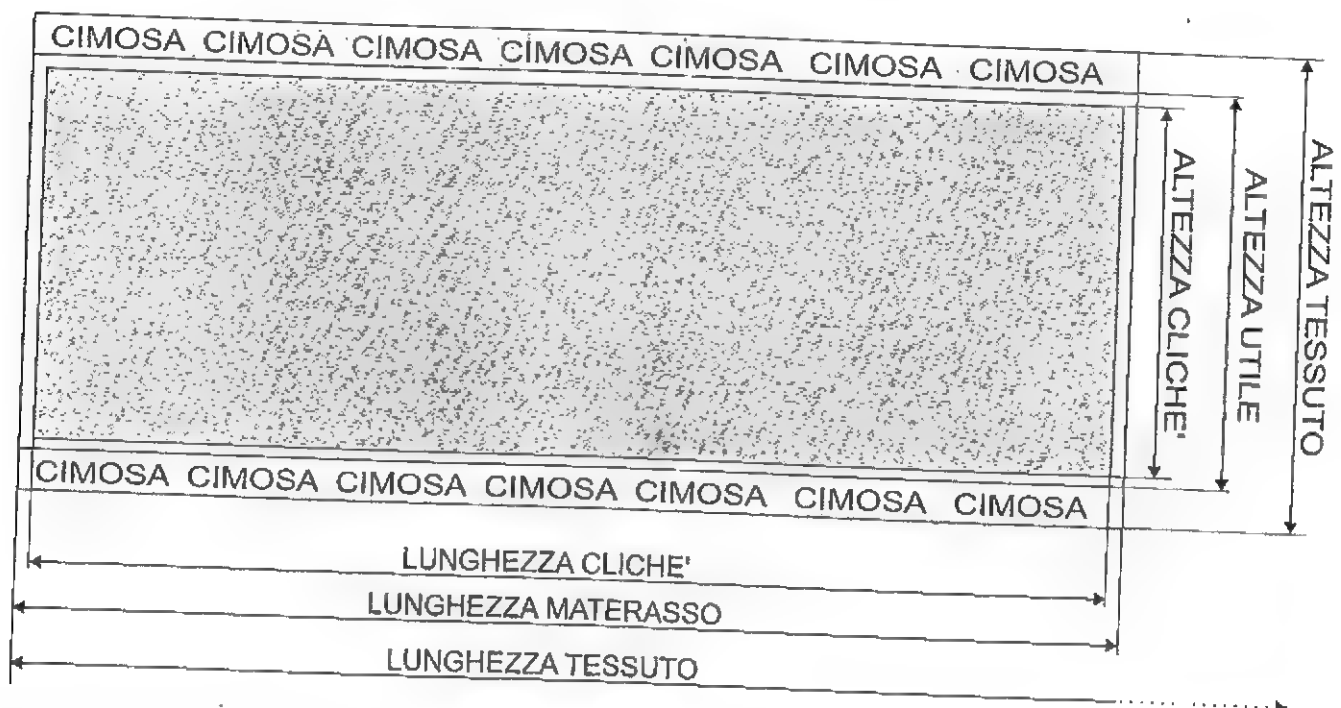 CIMOSA CIMOSA CIMOSA CIMOSA CIMOSA CIMOSA CIMOSA
ALTEZZA CLICHE'
ALTEZZA UTILE
ALTEZZA TESSUTO
CIMOSA CIMOSA CIMOSA CIMOSA CIMOSA CIMOSA CIMOSA
LUNGHEZZA CLICHE'
LUNGHEZZA MATERASSO
LUNGHEZZA TESSUTO